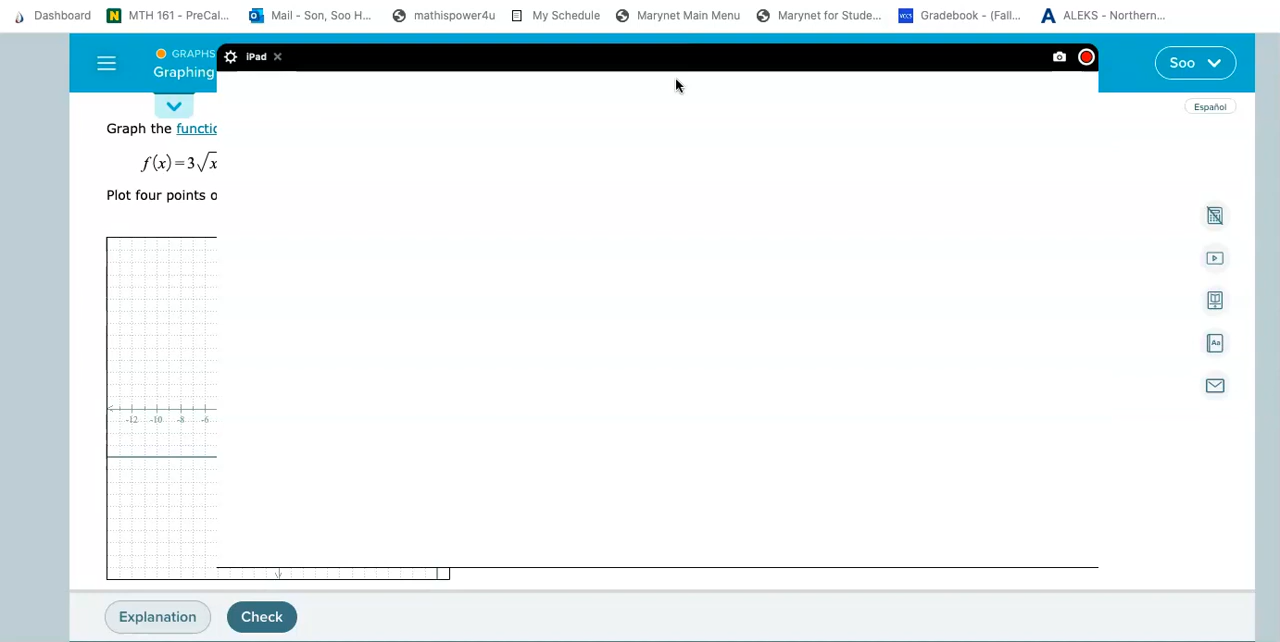 Dashboard MTH 161 - PreCal... Mail - Son, Soo H... mathispower4u My Schedule Marynet Main Menu Marynet for Stude... Gradebook - (Fall... ALEKS - Northern...
GRAPHS iPad
Graphing Soo
Español
Graph the functio
f(x)=3√x
Plot four points o
-12 -10 -8 -6
Explanation Check